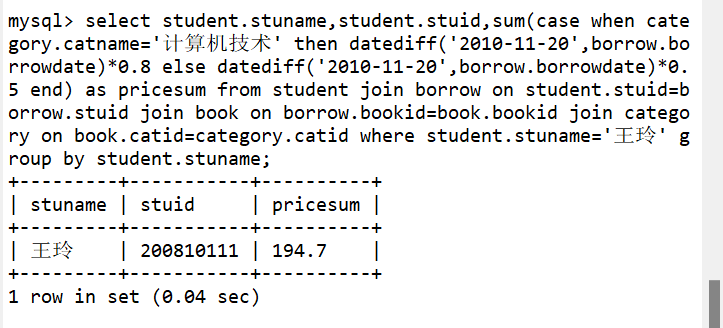 mysql> select student.stuname,student.stuid,sum(case when cate
gory.catname='计算机技术' then datediff('2010-11-20',borrow.bo
rrowdate)*0.8 else datediff('2010-11-20',borrow.borrowdate)*0.
5 end) as pricesum from student join borrow on student.stuid=b
orrow.stuid join book on borrow.bookid=book.bookid join catego
ry on book.catid=category.catid where student.stuname='王玲' g
roup by student.stuname;
+---------+-----------+----------+
| stuname | stuid     | pricesum |
+---------+-----------+----------+
| 王玲    | 200810111 | 194.7    |
+---------+-----------+----------+
1 row in set (0.04 sec)